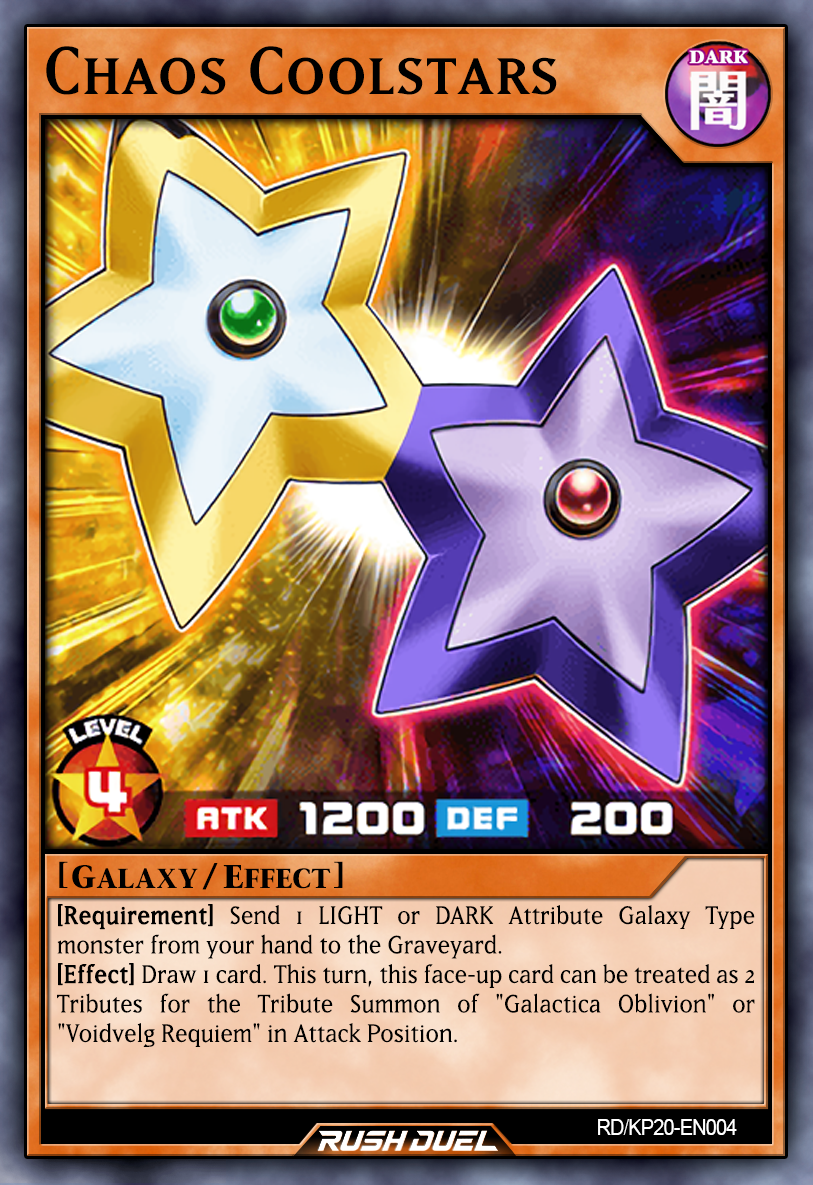 Chaos Coolstars
DARK
闇
LEVEL
4
ATK 1200 DEF 200
[Galaxy/Effect]
[Requirement] Send 1 LIGHT or DARK Attribute Galaxy Type
monster from your hand to the Graveyard.
[Effect] Draw 1 card. This turn, this face-up card can be treated as 2
Tributes for the Tribute Summon of "Galactica Oblivion" or
"Voidvelg Requiem" in Attack Position.
RD/KP20-EN004
RUSH DUEL